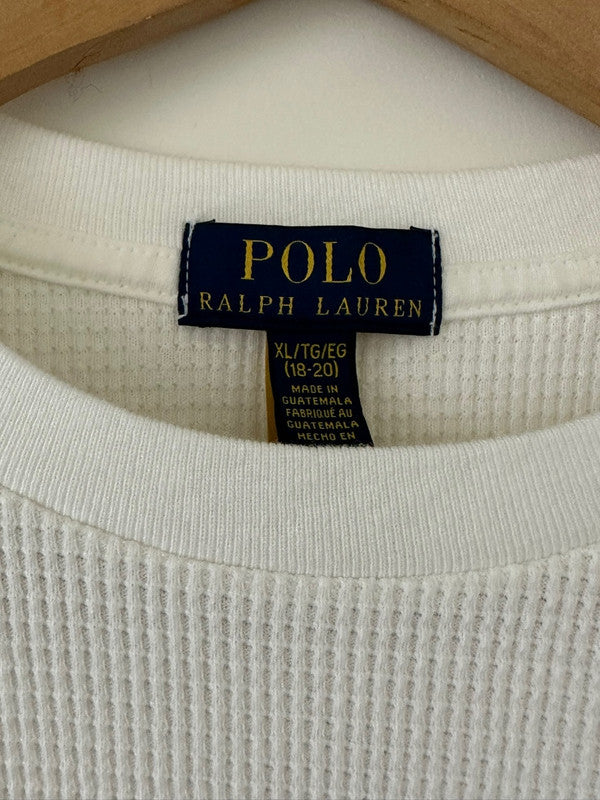 POLO
RALPH LAUREN
XL/TG/EG
(18-20)
MADE IN
GUATEMALA
FABRIQUÉ AU
GUATEMALA
HECHO EN